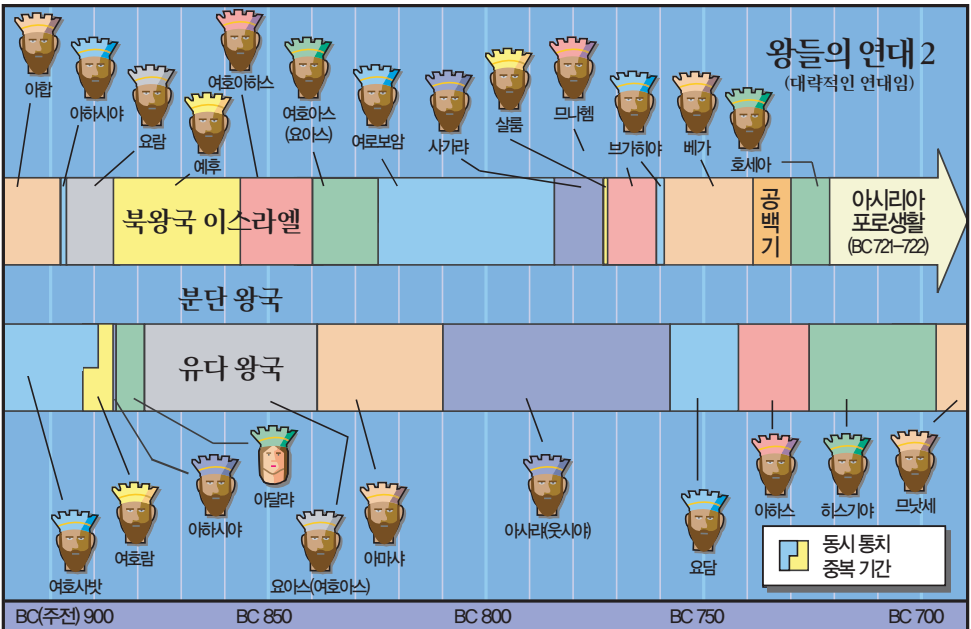 왕들의 연대 2
(대략적인 연대임)
아합
아하시야
요람
예후
여호아하스
여호아스
(요아스)
여로보암
사가랴
살룸
므나헴
브가히야
베가
호세아
북왕국 이스라엘
공
백
기
아시리아
포로생활
(BC 721–722)
분단 왕국
유다 왕국
여호사밧
여호람
아하시야
아달랴
요아스(여호아스)
아마샤
아사랴(웃시야)
요담
아하스
히스기야
므낫세
동시 통치
중복 기간
BC(주전) 900
BC 850
BC 800
BC 750
BC 700